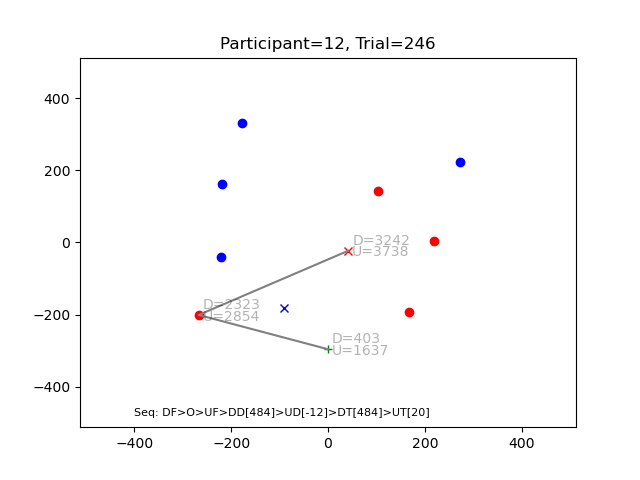 Participant=12, Trial=246
400
200
0
−200
−400
D=3242
U=3738
D=2323
U=2854
D=403
U=1637
Seq: DF>O>UF>DD[484]>UD[-12]>DT[484]>UT[20]
−400
−200
0
200
400